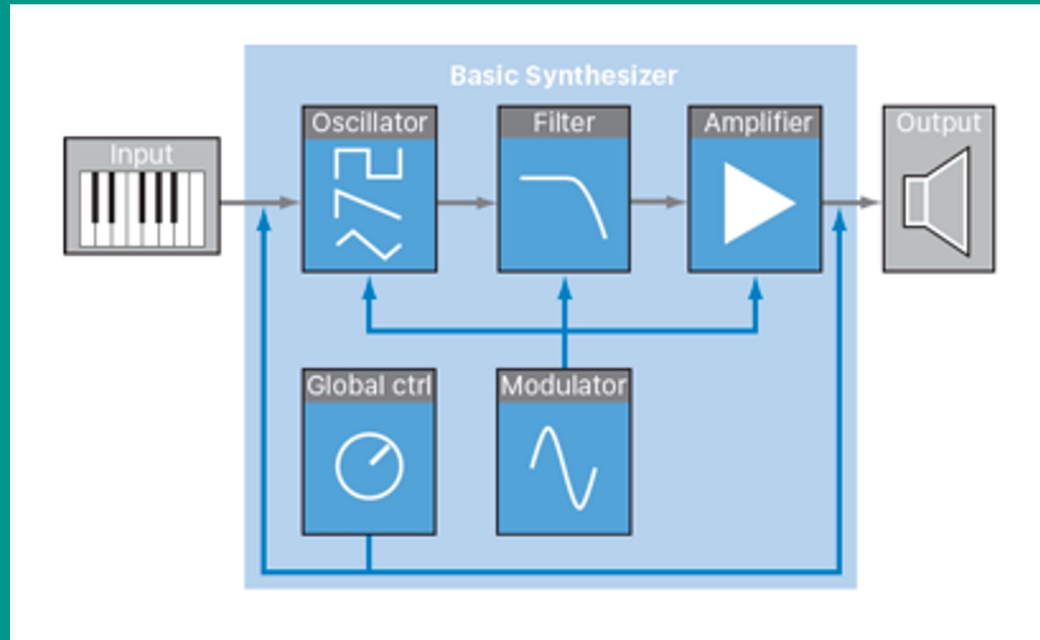 Basic Synthesizer
Input
Oscillator
Filter
Amplifier
Output
Global ctrl
Modulator